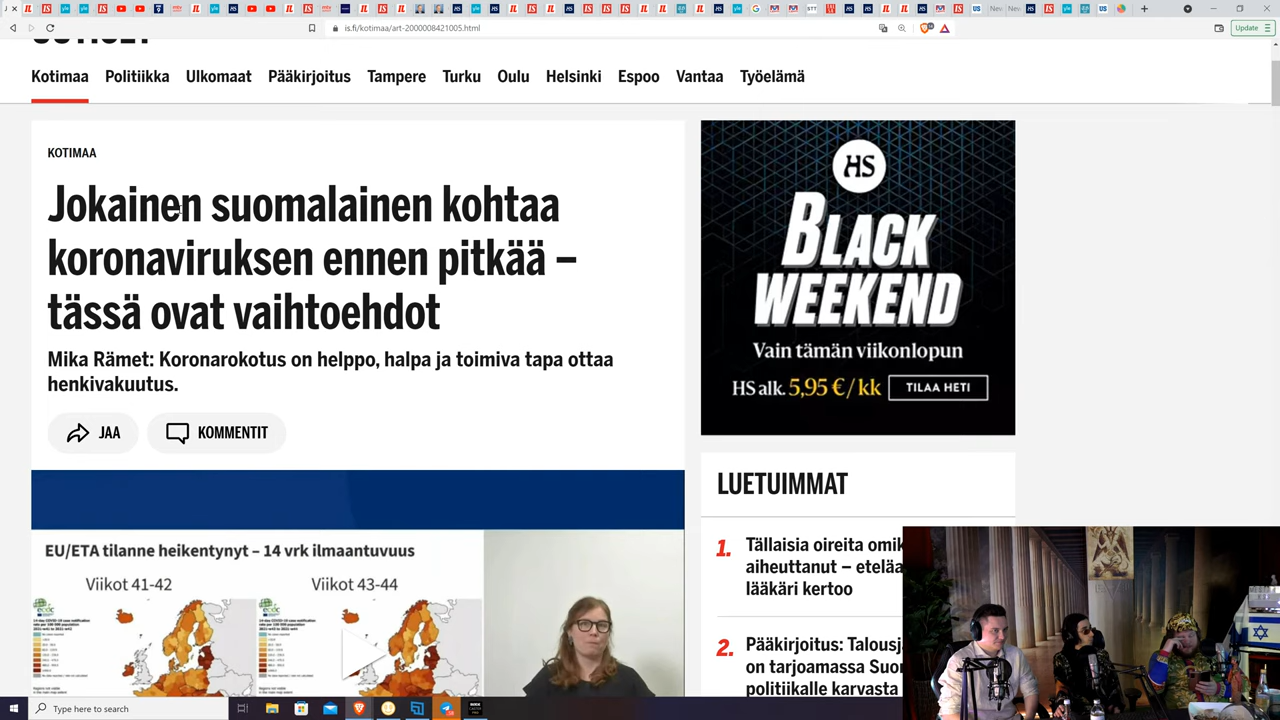 is.fi/kotimaa/art-2000008421005.html
Update
Kotimaa Politiikka Ulkomaat Pääkirjoitus Tampere Turku Oulu Helsinki Espoo Vantaa Työelämä
KOTIMAA
Jokainen suomalainen kohtaa
koronaviruksen ennen pitkää –
tässä ovat vaihtoehdot
Mika Rämet: Koronarokotus on helppo, halpa ja toimiva tapa ottaa
henkivakuutus.
JAA
KOMMENTIT
EU/ETA tilanne heikentynyt – 14 vrk ilmaantuvuus
Viikot 41-42
Viikot 43-44
HS
BLACK
WEEKEND
Vain tämän viikonlopun
HS alk. 5,95 €/kk
TILAA HETI
LUETUIMMAT
1. Tällaisia oireita omik
aiheuttanut – eteläa
lääkäri kertoo
2. Pääkirjoitus: Talousj
on tarjoamassa Suo
politiikalle karvasta
Type here to search